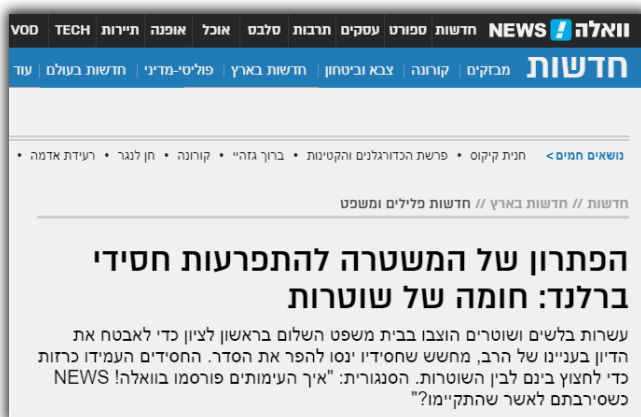 וואלה! NEWS חדשות ספורט עסקים תרבות סלבס אוכל אופנה תיירות TECH VOD
חדשות מבזקים | קורונה | צבא וביטחון | חדשות בארץ | פוליטי-מדיני | חדשות בעולם | עוד
נושאים חמים> חנית קיקוס • פרשת הכדורגלנים והקטינות • ברוך גזהיי • קורונה • חן לנגר • רעידת אדמה •
חדשות // חדשות בארץ // חדשות פלילים ומשפט
הפתרון של המשטרה להתפרעות חסידי
ברלנד: חומה של שוטרות
עשרות בלשים ושוטרים הוצבו בבית משפט השלום בראשון לציון כדי לאבטח את
הדיון בעניינו של הרב, מחשש שחסידיו ינסו להפר את הסדר. החסידים העמידו כרזות
כדי לחצוץ בינם לבין השוטרות. הסנגורית: "איך העימותים פורסמו בוואלה! NEWS
כשסירבתם לאשר שהתקיימו?"